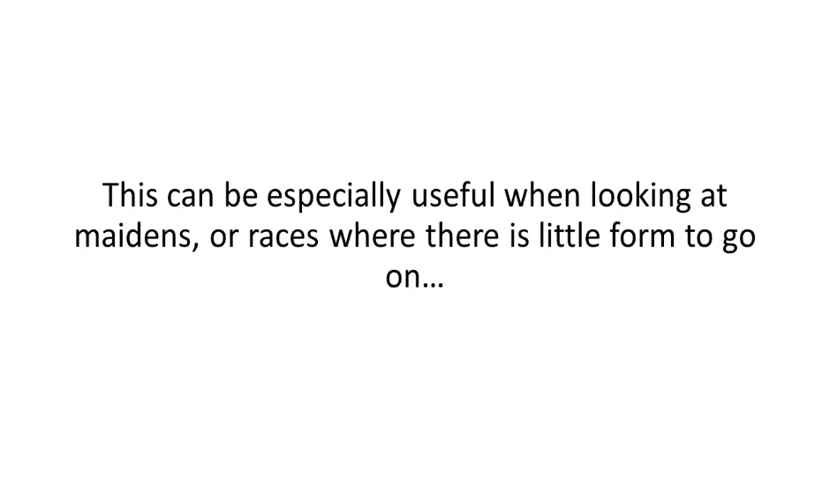 This can be especially useful when looking at
maidens, or races where there is little form to go
on...